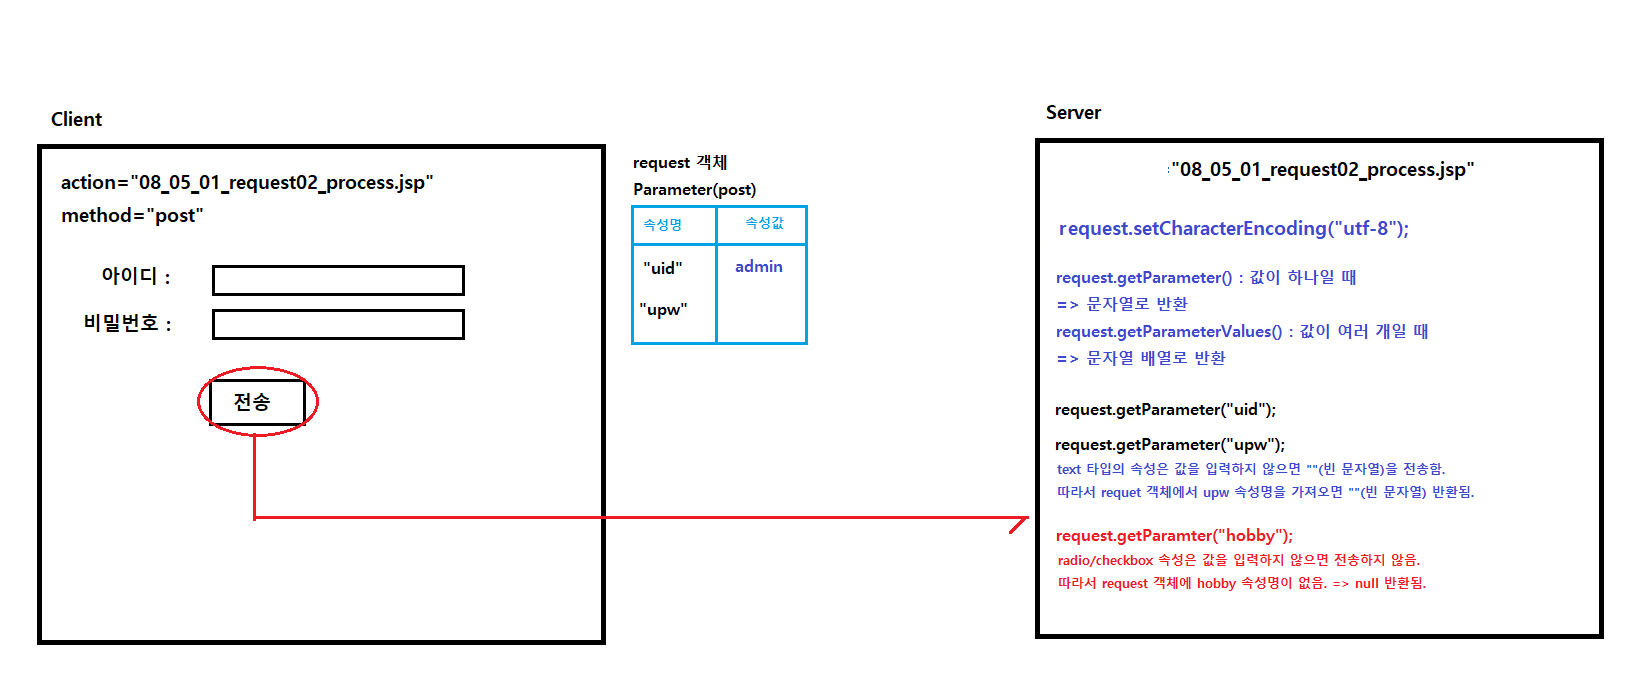 Client
action="08_05_01_request02_process.jsp"
method="post"
아이디 :
비밀번호 :
전송
request 객체
Parameter(post)
속성명 속성값
"uid" admin
"upw"
Server
="08_05_01_request02_process.jsp"
request.setCharacterEncoding("utf-8");
request.getParameter() : 값이 하나일 때
=> 문자열로 반환
request.getParameterValues() : 값이 여러 개일 때
=> 문자열 배열로 반환
request.getParameter("uid");
request.getParameter("upw");
text 타입의 속성은 값을 입력하지 않으면 ""(빈 문자열)을 전송함.
따라서 requet 객체에서 upw 속성명을 가져오면 ""(빈 문자열) 반환됨.
request.getParamter("hobby");
radio/checkbox 속성은 값을 입력하지 않으면 전송하지 않음.
따라서 request 객체에 hobby 속성명이 없음. => null 반환됨.